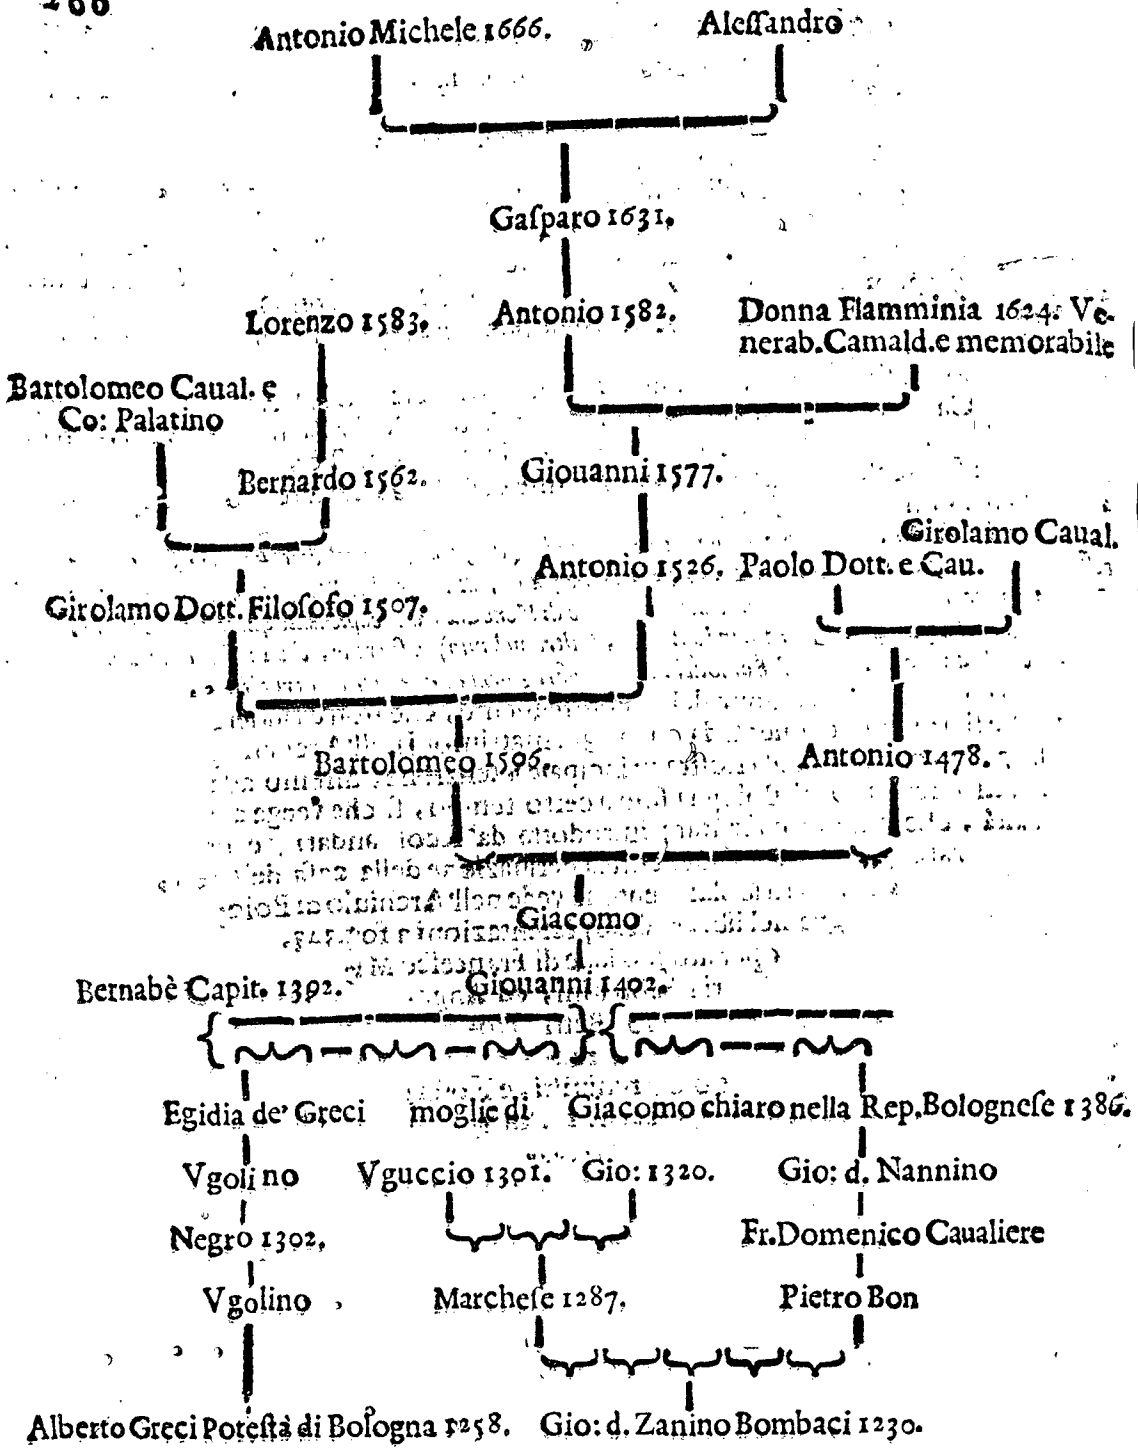 Antonio Michele 1666. Aleſſandro
Gaſparo 1631.
Lorenzo 1583. Antonio 1582. Donna Flamminia 1624. Ve-
nerab. Camald. e memorabile
Bartolomeo Caual. e
Co: Palatino
Bernardo 1562. Giouanni 1577.
Girolamo Caual.
Antonio 1526. Paolo Dott. e Cau.
Girolamo Dott. Filoſofo 1507.
Bartolomeo Antonio 1478.
Giacomo
Bernabè Capit. 1392. Giouanni 1402.
Egidia de' Greci moglie di Giacomo chiaro nella Rep. Bologneſe 1386.
Vgolino Vguccio 1301. Gio: 1320. Gio: d. Nannino
Negro 1302. Fr. Domenico Caualiere
Vgolino Marcheſe 1287. Pietro Bon
Alberto Greci Poteſtà di Bologna 1258. Gio: d. Zanino Bombaci 1230.